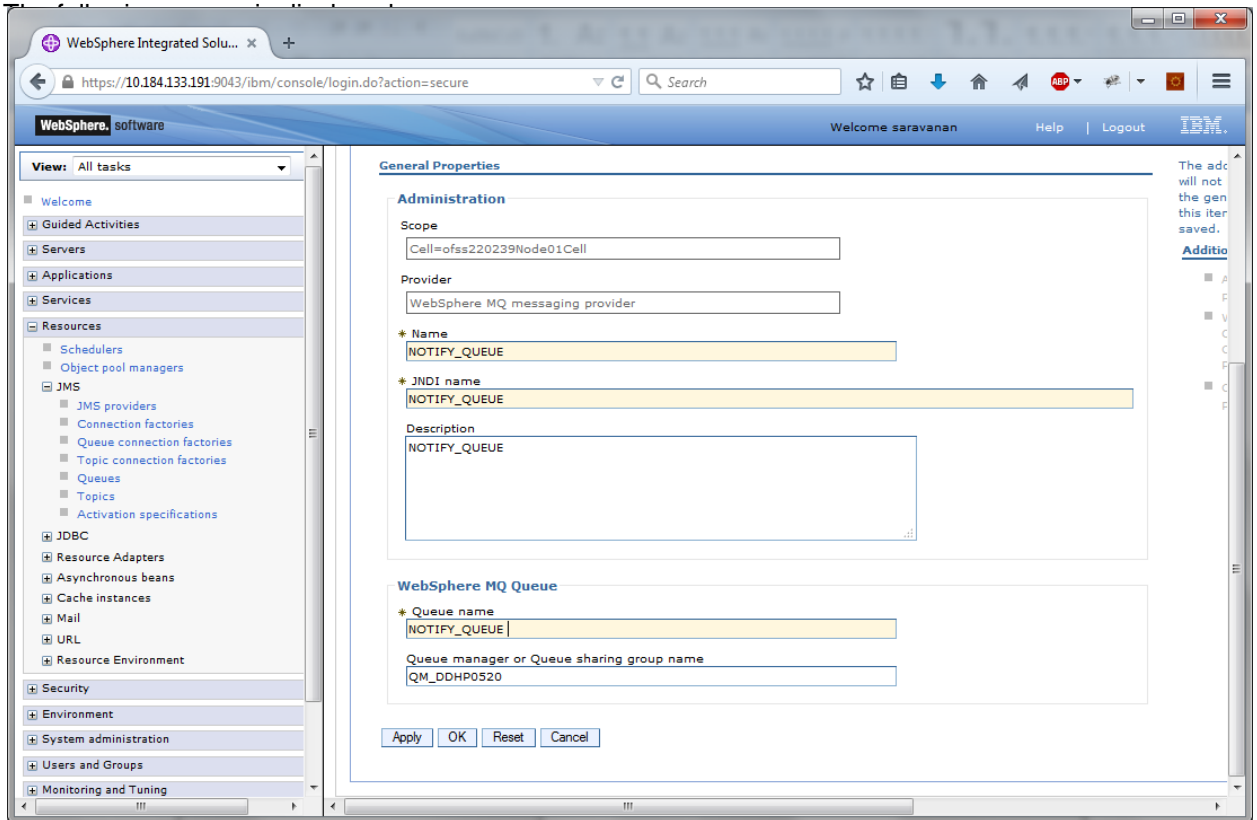 WebSphere Integrated Solu... × +
https://10.184.133.191:9043/ibm/console/login.do?action=secure
Search
ABP
WebSphere. software
Welcome saravanan
Help | Logout
IBM.
View: All tasks
Welcome
Guided Activities
Servers
Applications
Services
Resources
Schedulers
Object pool managers
JMS
JMS providers
Connection factories
Queue connection factories
Topic connection factories
Queues
Topics
Activation specifications
JDBC
Resource Adapters
Asynchronous beans
Cache instances
Mail
URL
Resource Environment
Security
Environment
System administration
Users and Groups
Monitoring and Tuning
General Properties
Administration
Scope
Cell=ofss220239Node01Cell
Provider
WebSphere MQ messaging provider
* Name
NOTIFY_QUEUE
* JNDI name
NOTIFY_QUEUE
Description
NOTIFY_QUEUE
WebSphere MQ Queue
* Queue name
NOTIFY_QUEUE
Queue manager or Queue sharing group name
QM_DDHP0520
Apply OK Reset Cancel
The add
will not
the gen
this iter
saved.
Additio